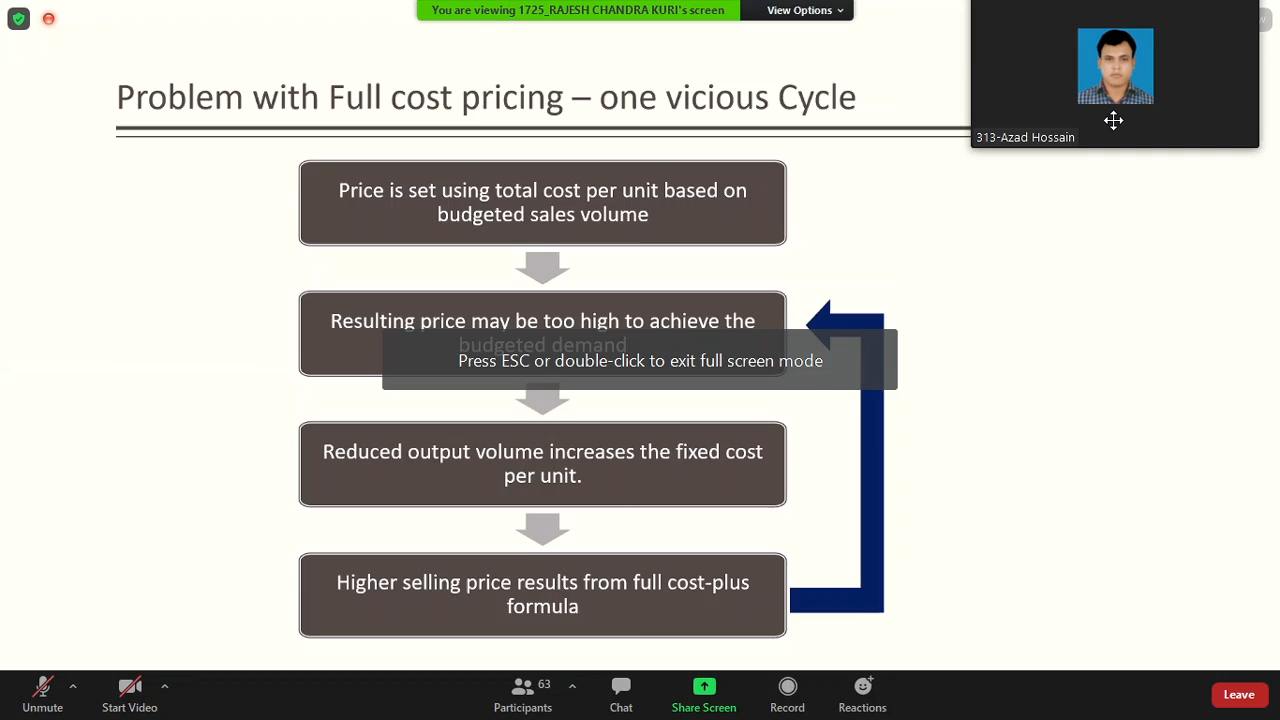 You are viewing 1725_RAJESH CHANDRA KURI's screen
View Options
Problem with Full cost pricing – one vicious Cycle
313-Azad Hossain
Price is set using total cost per unit based on
budgeted sales volume
Resulting price may be too high to achieve the
budgeted demand
Press ESC or double-click to exit full screen mode
Reduced output volume increases the fixed cost
per unit.
Higher selling price results from full cost-plus
formula
Unmute
Start Video
63
Participants
Chat
Share Screen
Record
Reactions
Leave